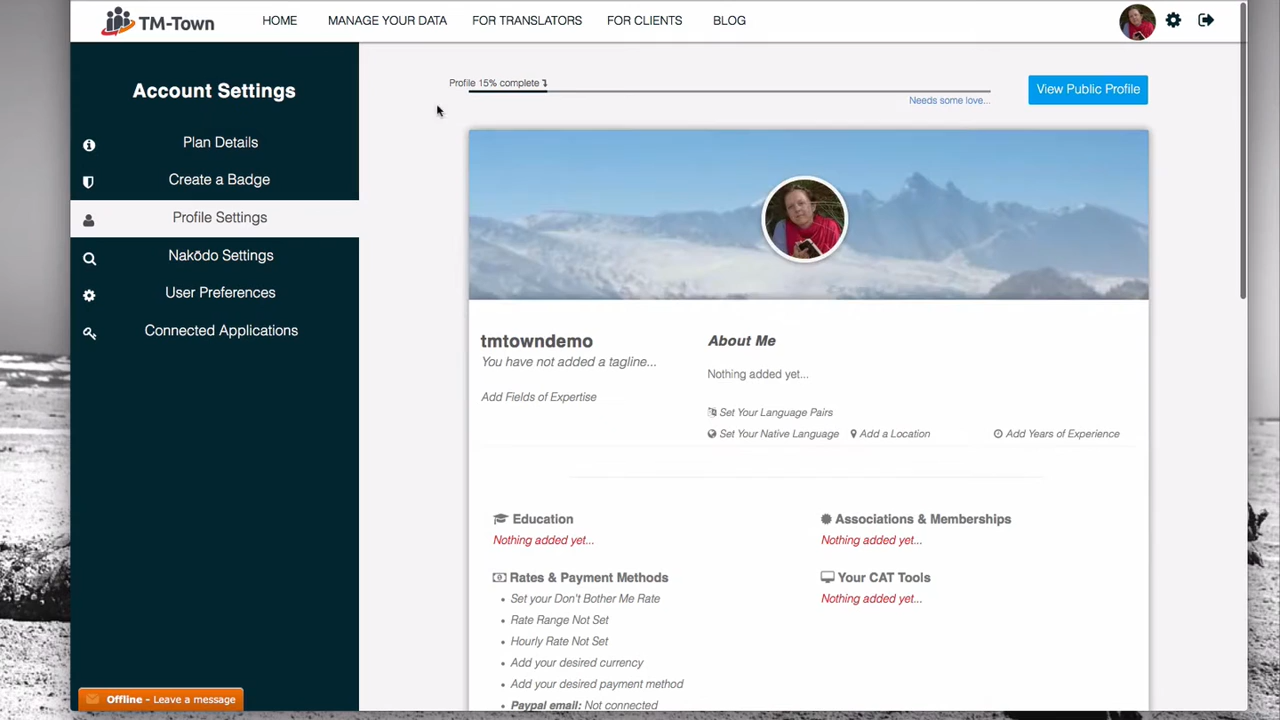 TM-Town
HOME
MANAGE YOUR DATA
FOR TRANSLATORS
FOR CLIENTS
BLOG
Account Settings
Plan Details
Create a Badge
Profile Settings
Nakōdo Settings
User Preferences
Connected Applications
Offline - Leave a message
Profile 15% complete
Needs some love...
View Public Profile
tmtowndemo
You have not added a tagline...
Add Fields of Expertise
About Me
Nothing added yet...
Set Your Language Pairs
Set Your Native Language
Add a Location
Add Years of Experience
Education
Nothing added yet...
Associations & Memberships
Nothing added yet...
Rates & Payment Methods
• Set your Don't Bother Me Rate
• Rate Range Not Set
• Hourly Rate Not Set
• Add your desired currency
• Add your desired payment method
• Paypal email: Not connected
Your CAT Tools
Nothing added yet...